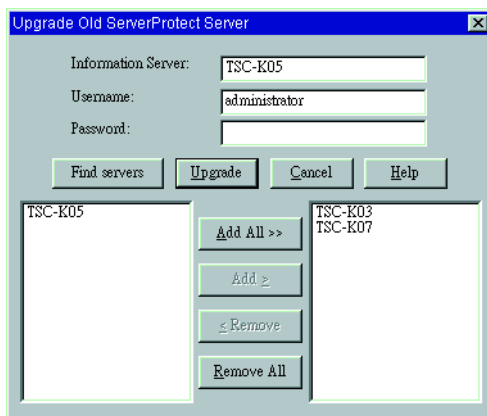 Upgrade Old ServerProtect Server
Information Server: TSC-K05
Username: administrator
Password:
Find servers Upgrade Cancel Help
TSC-K05
Add All >>
Add >
< Remove
Remove All
TSC-K03
TSC-K07